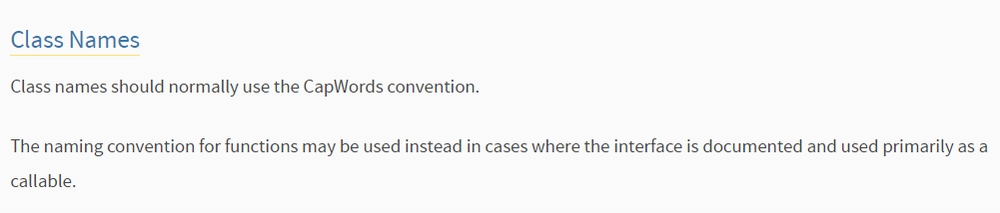 Class Names
Class names should normally use the CapWords convention.
The naming convention for functions may be used instead in cases where the interface is documented and used primarily as a
callable.